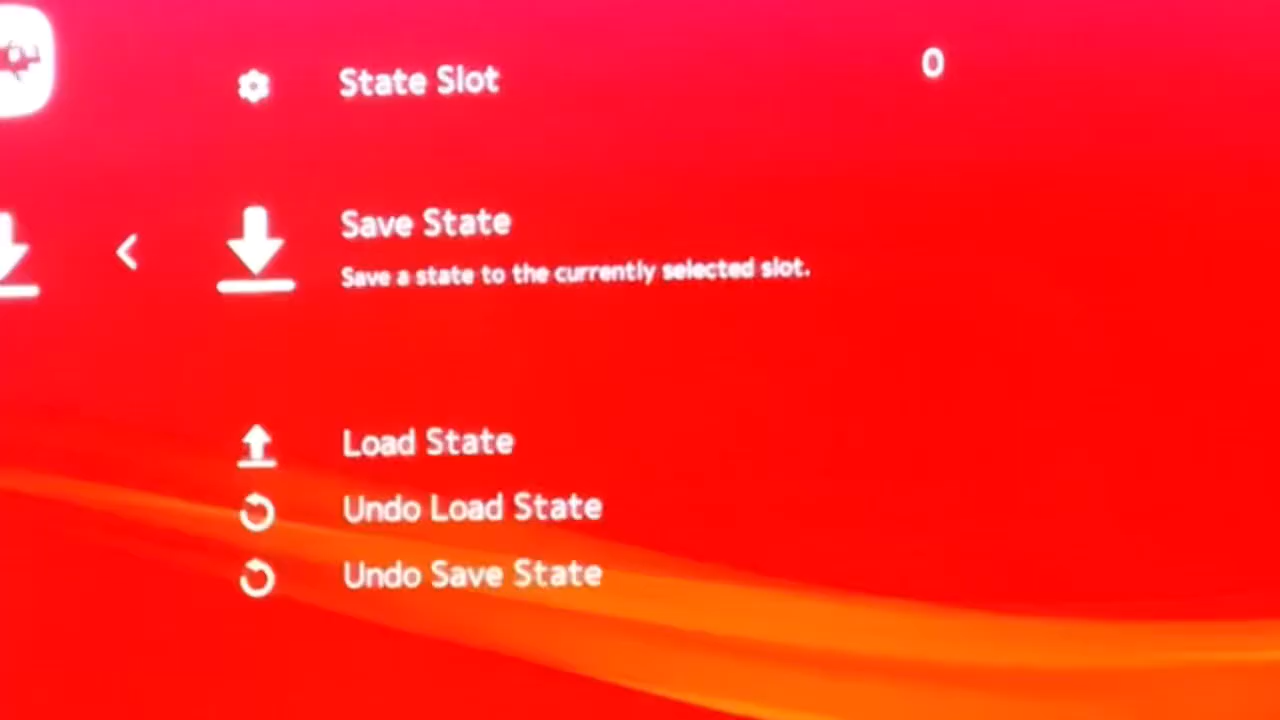 State Slot 0
Save State
Save a state to the currently selected slot.
Load State
Undo Load State
Undo Save State